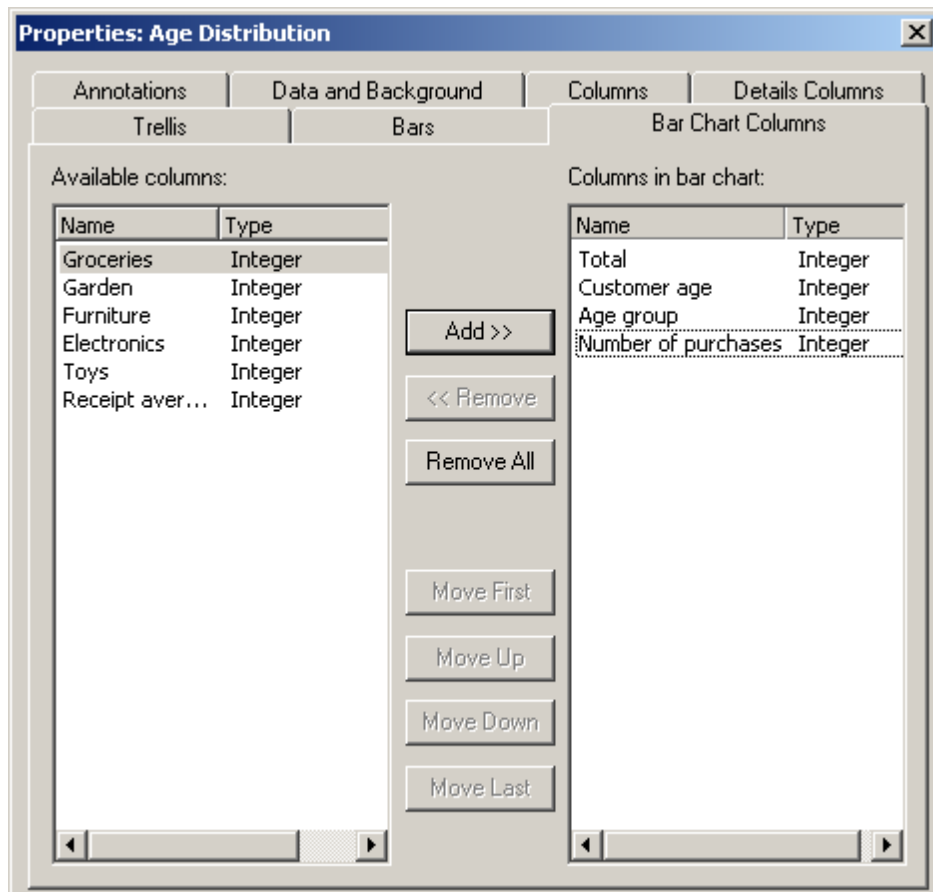 Properties: Age Distribution
Annotations Data and Background Columns Details Columns
Trellis Bars Bar Chart Columns
Available columns: Columns in bar chart:
Name Type Name Type
Groceries Integer Total Integer
Garden Integer Customer age Integer
Furniture Integer Age group Integer
Electronics Integer Number of purchases Integer
Toys Integer
Receipt aver... Integer
Add >>
<< Remove
Remove All
Move First
Move Up
Move Down
Move Last